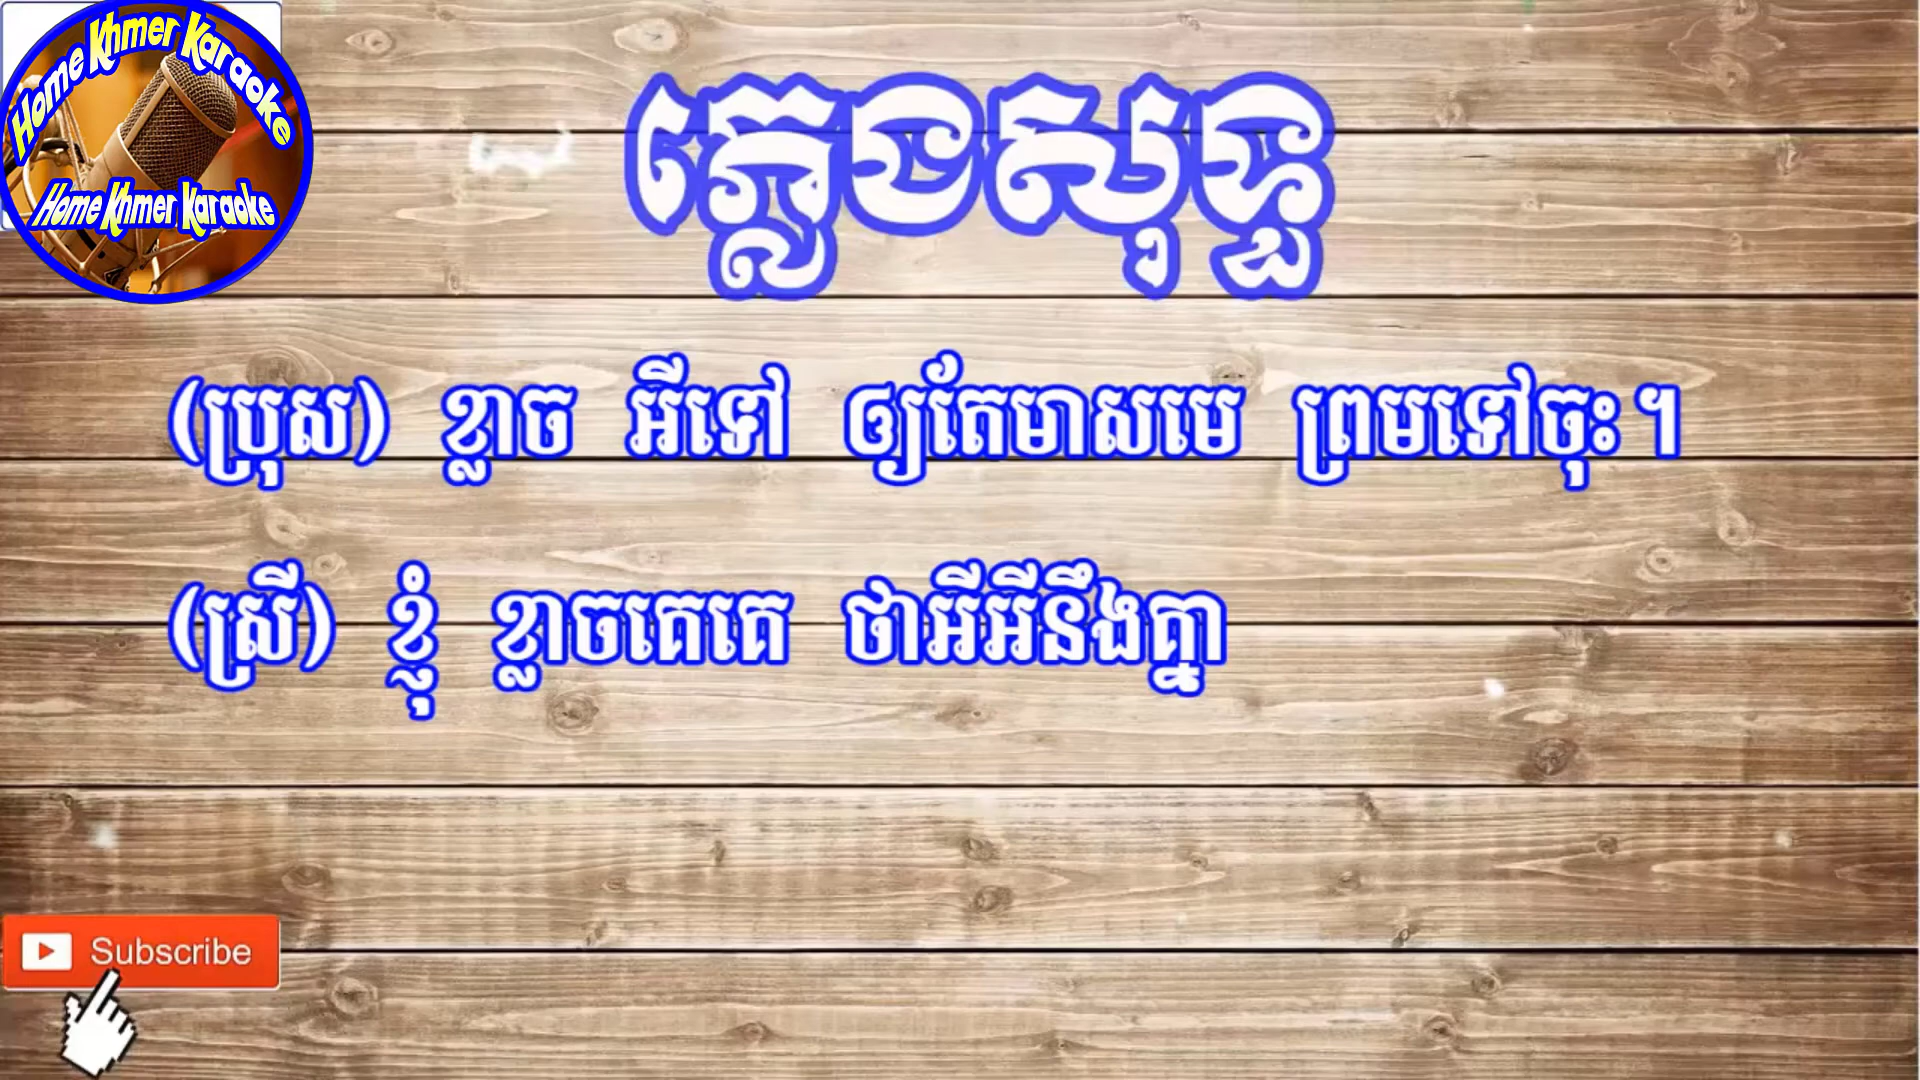 Home Khmer Karaoke
Home Khmer Karaoke
ភ្លេងសុទ្ធ
(ប្រុស) ខ្លាច អីទៅ ឲ្យតែមាសមេ ព្រមទៅចុះ។
(ស្រី) ខ្ញុំ ខ្លាចគេគេ ថាអីអីនឹងគ្នា
Subscribe